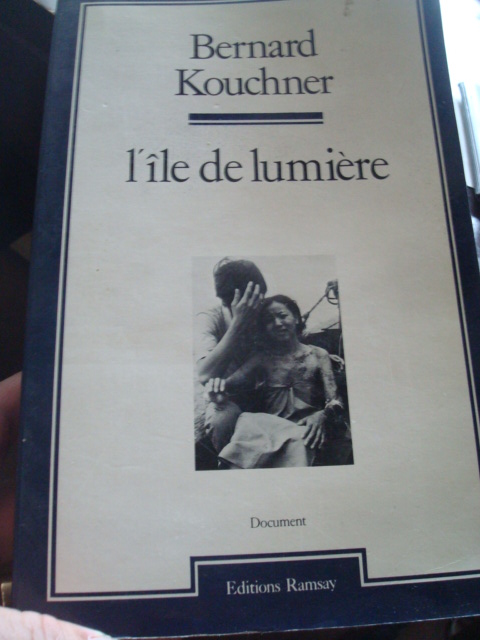 Bernard
Kouchner
l'île de lumière
Document
Editions Ramsay